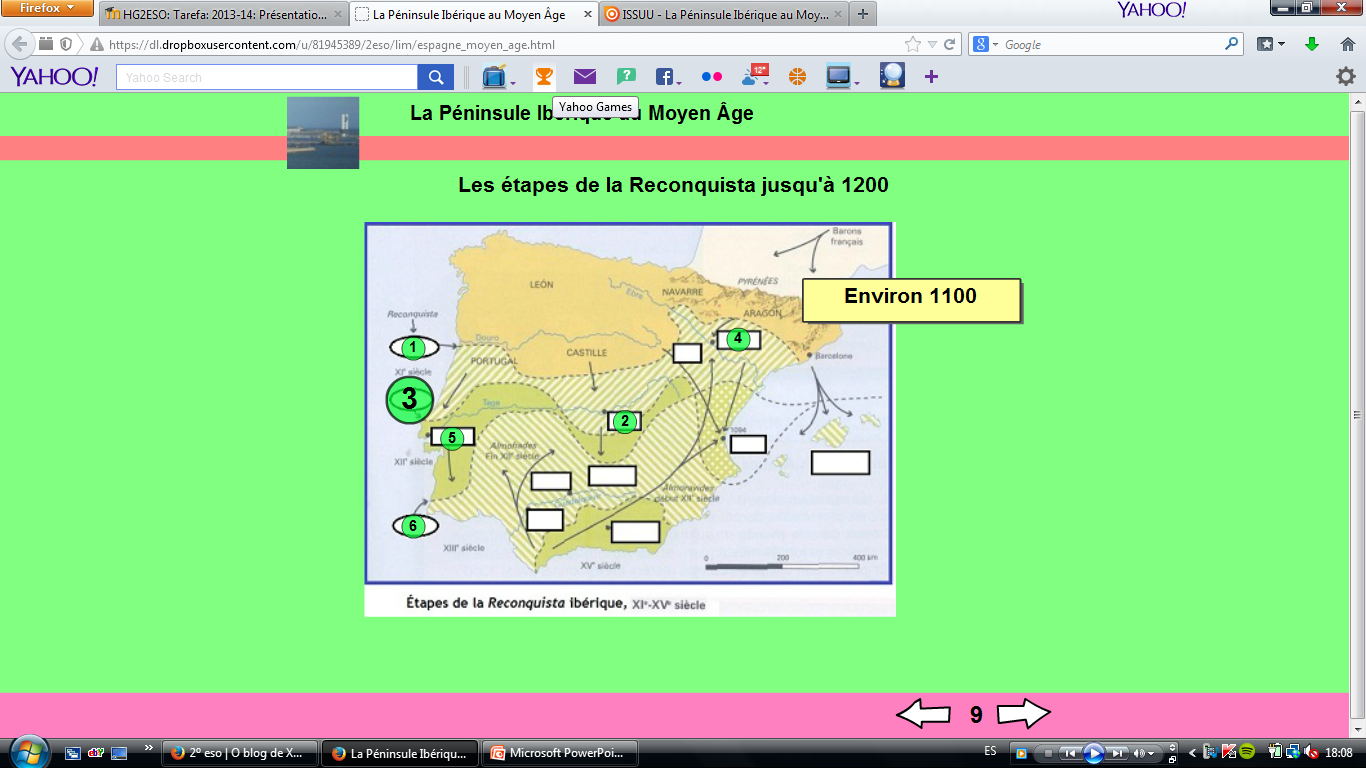 Firefox
HG2ESO: Tarefa: 2013-14: Présentatio...
La Péninsule Ibérique au Moyen Âge
ISSUU - La Péninsule Ibérique au Moy...
YAHOO!
https://dl.dropboxusercontent.com/u/81945389/2eso/lim/espagne_moyen_age.html
Google
YAHOO!
Yahoo Search
12°
Yahoo Games
La Péninsule Ibérique au Moyen Âge
Les étapes de la Reconquista jusqu'à 1200
Barons
français
PYRÉNÉES
LEÓN
NAVARRE
Ebre
ARAGON
Environ 1100
Reconquista
Douro
1
4
CASTILLE
PORTUGAL
Barcelone
XIe siècle
3
Tage
2
5
1094
Almohades
Fin XIIe siècle
XIIe siècle
Almoravides
début XIIe siècle
Guadalquivir
6
XIIIe siècle
XVe siècle
0 200 400 km
Étapes de la Reconquista ibérique, XIe-XVe siècle
9
2º eso | O blog de X...
La Péninsule Ibériqu...
Microsoft PowerPoi...
ES
18:08